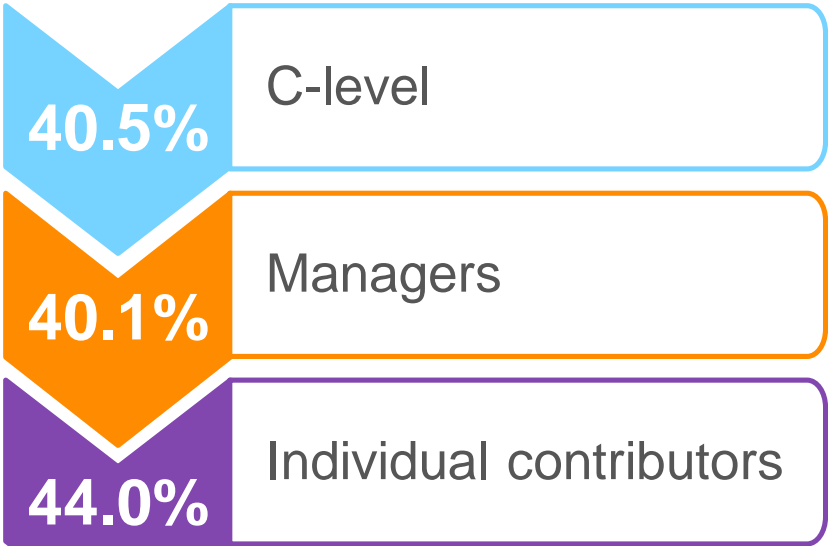 40.5%
C-level
40.1%
Managers
44.0%
Individual contributors